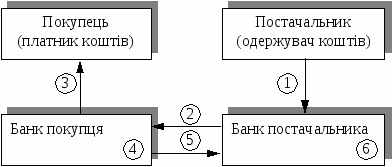 Покупець
(платник коштів)
Постачальник
(одержувач коштів)
3
1
2
Банк покупця
Банк постачальника
4
5
6